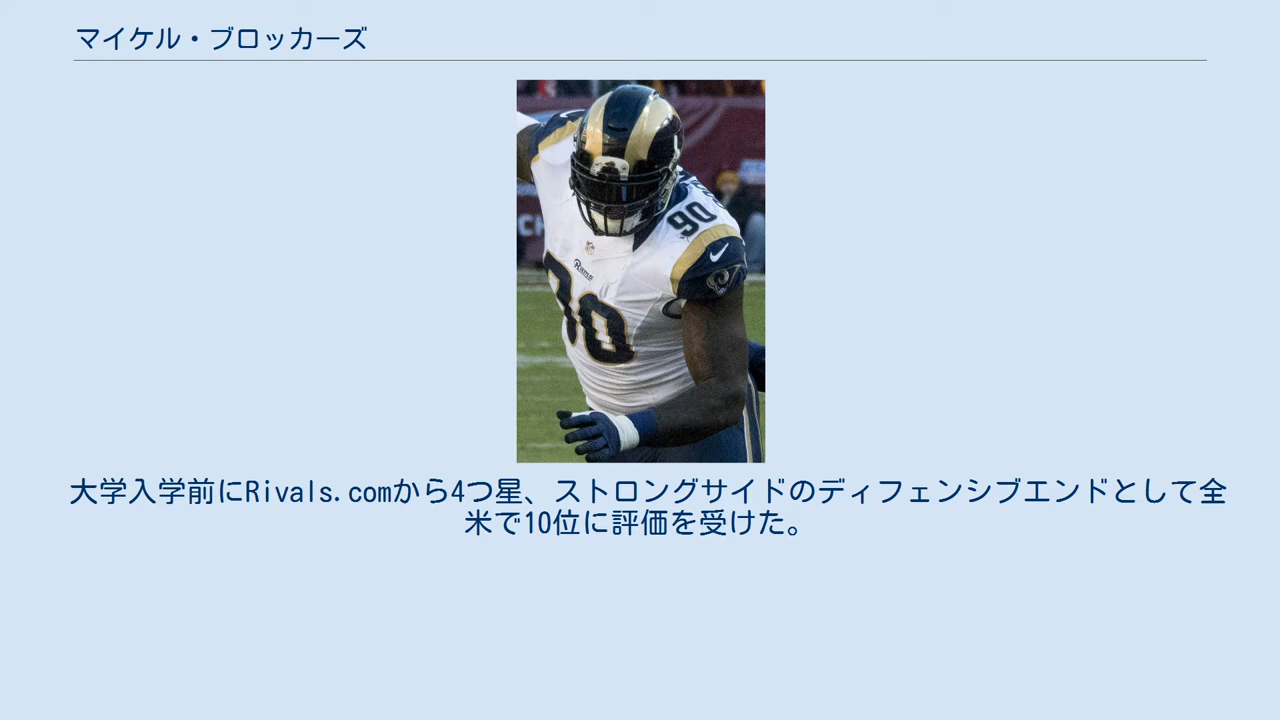 マイケル・ブロッカーズ
90
Rams
90
大学入学前にRivals.comから4つ星、ストロングサイドのディフェンシブエンドとして全
米で10位に評価を受けた。